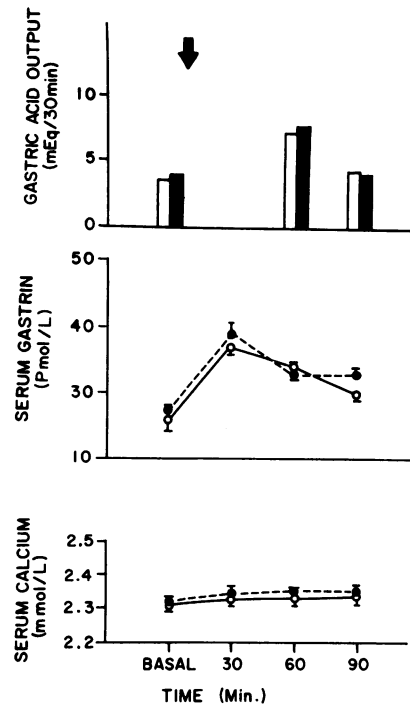 GASTRIC ACID OUTPUT
(mEq/30min)
10
5
0
SERUM GASTRIN
(Pmol/L)
50
40
30
10
SERUM CALCIUM
(mmol/L)
2.5
2.4
2.3
2.2
BASAL 30 60 90
TIME (Min.)